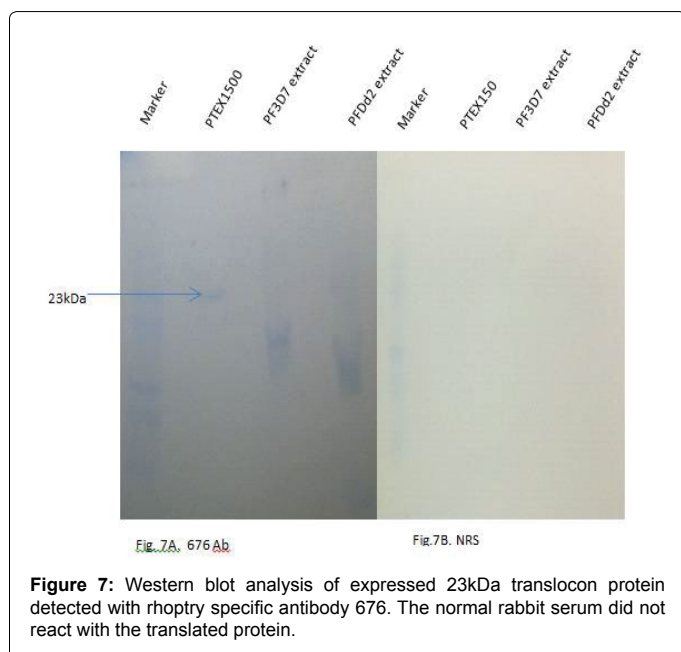 Marker
PTEX1500
PF3D7 extract
PFDd2 extract
Marker
PTEX150
PF3D7 extract
PFDd2 extract
23kDa
Fig. 7A. 676 Ab
Fig.7B. NRS
Figure 7: Western blot analysis of expressed 23kDa translocon protein
detected with rhoptry specific antibody 676. The normal rabbit serum did not
react with the translated protein.